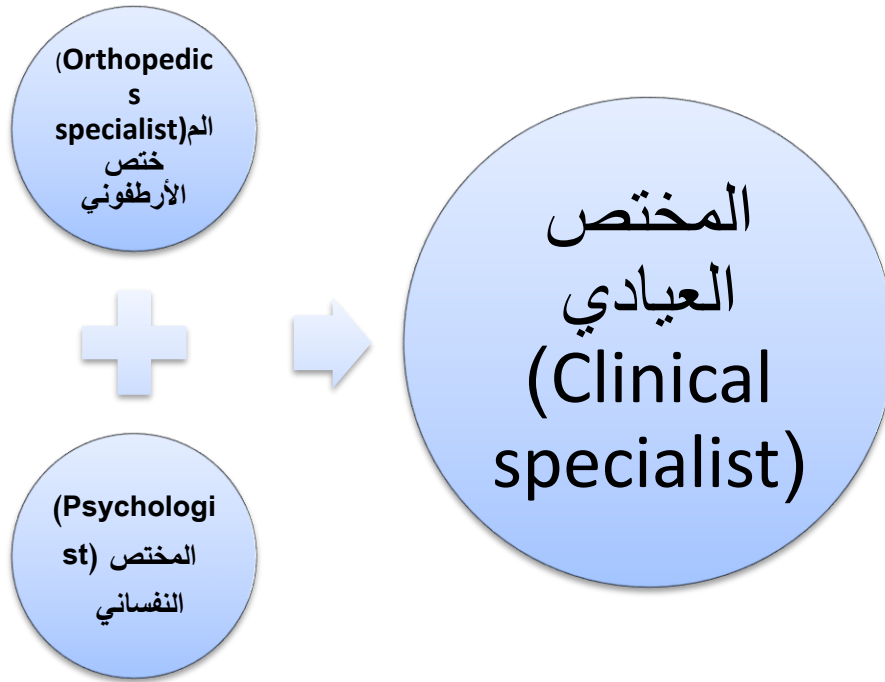 (Orthopedic
s
specialist)الم
ختص
الأرطفوني
المختص
العيادي
(Clinical
specialist)
(Psychologi
st) المختص
النفساني